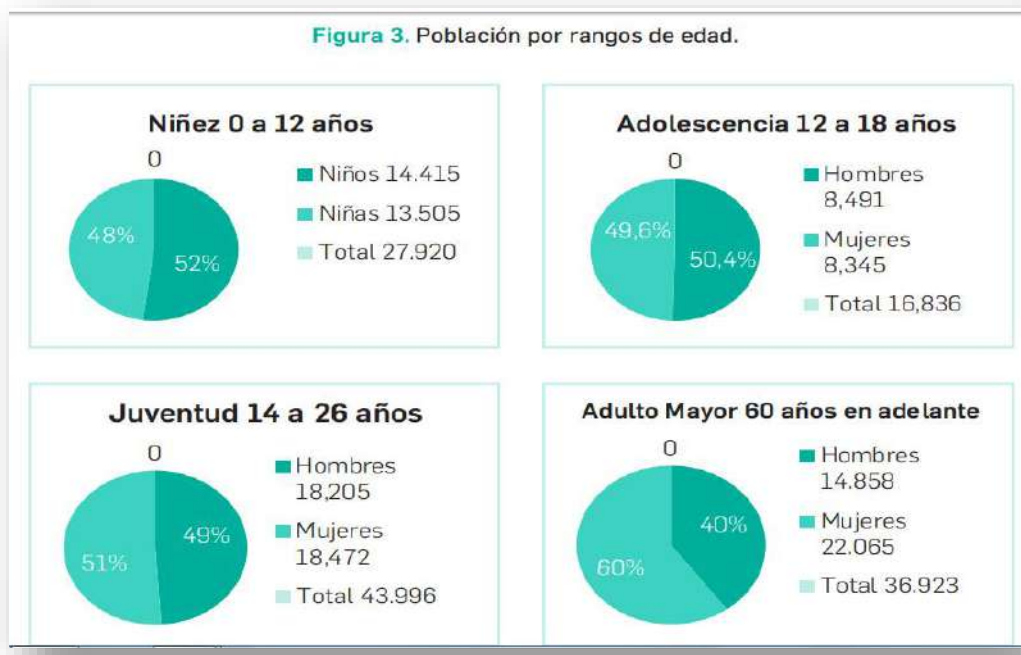 Figura 3. Población por rangos de edad.
Niñez 0 a 12 años
0
48%
52%
Niños 14.415
Niñas 13.505
Total 27.920
Adolescencia 12 a 18 años
0
49,6%
50,4%
Hombres
8,491
Mujeres
8,345
Total 16,836
Juventud 14 a 26 años
0
49%
51%
Hombres
18,205
Mujeres
18,472
Total 43.996
Adulto Mayor 60 años en adelante
0
40%
60%
Hombres
14.858
Mujeres
22.065
Total 36.923